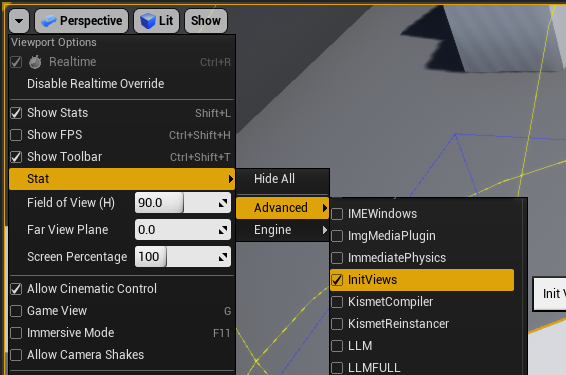 Perspective Lit Show
Viewport Options
Realtime Ctrl+R
Disable Realtime Override
Show Stats Shift+L
Show FPS Ctrl+Shift+H
Show Toolbar Ctrl+Shift+T
Stat
Field of View (H) 90.0
Far View Plane 0.0
Screen Percentage 100
Allow Cinematic Control
Game View G
Immersive Mode F11
Allow Camera Shakes
Hide All
Advanced
Engine
IMEWindows
ImgMediaPlugin
ImmediatePhysics
InitViews
KismetCompiler
KismetReinstancer
LLM
LLMFULL
Init